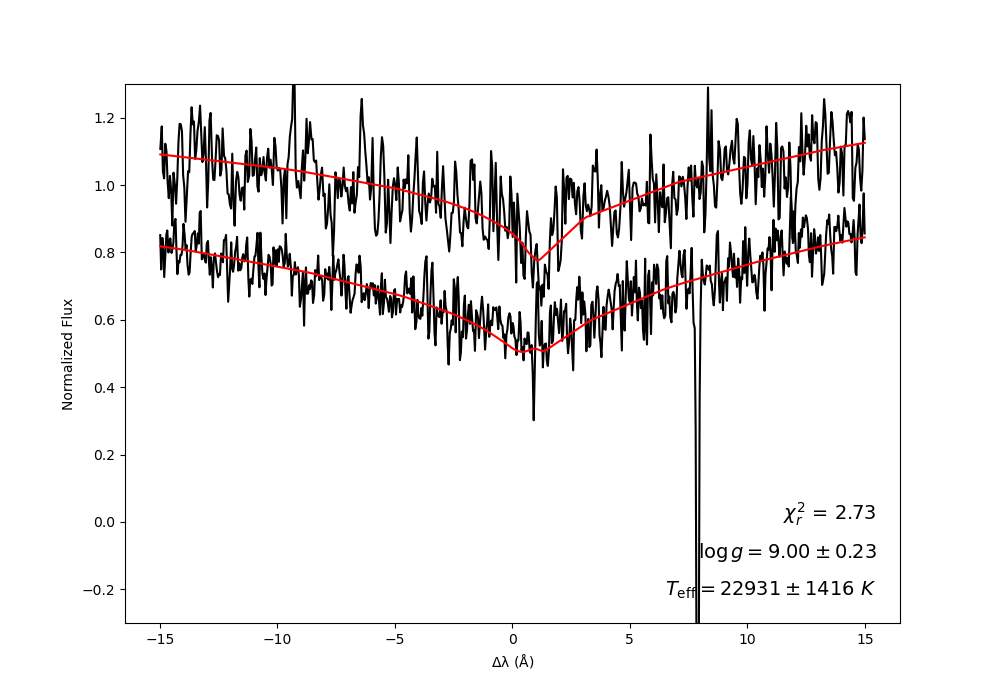 1.2
1.0
0.8
0.6
0.4
0.2
0.0
−0.2
Normalized Flux
χ²ᵣ = 2.73
log g = 9.00 ± 0.23
T_eff = 22931 ± 1416 K
−15 −10 −5 0 5 10 15
Δλ (Å)